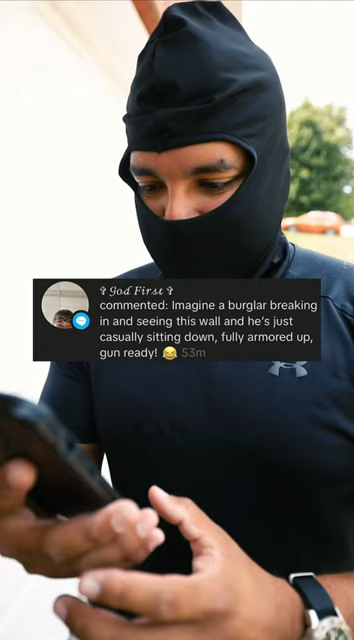 ✞ 𝓖𝓸𝓭 𝓕𝓲𝓻𝓼𝓽 ✞
commented: Imagine a burglar breaking
in and seeing this wall and he's just
casually sitting down, fully armored up,
gun ready! 😂 53m